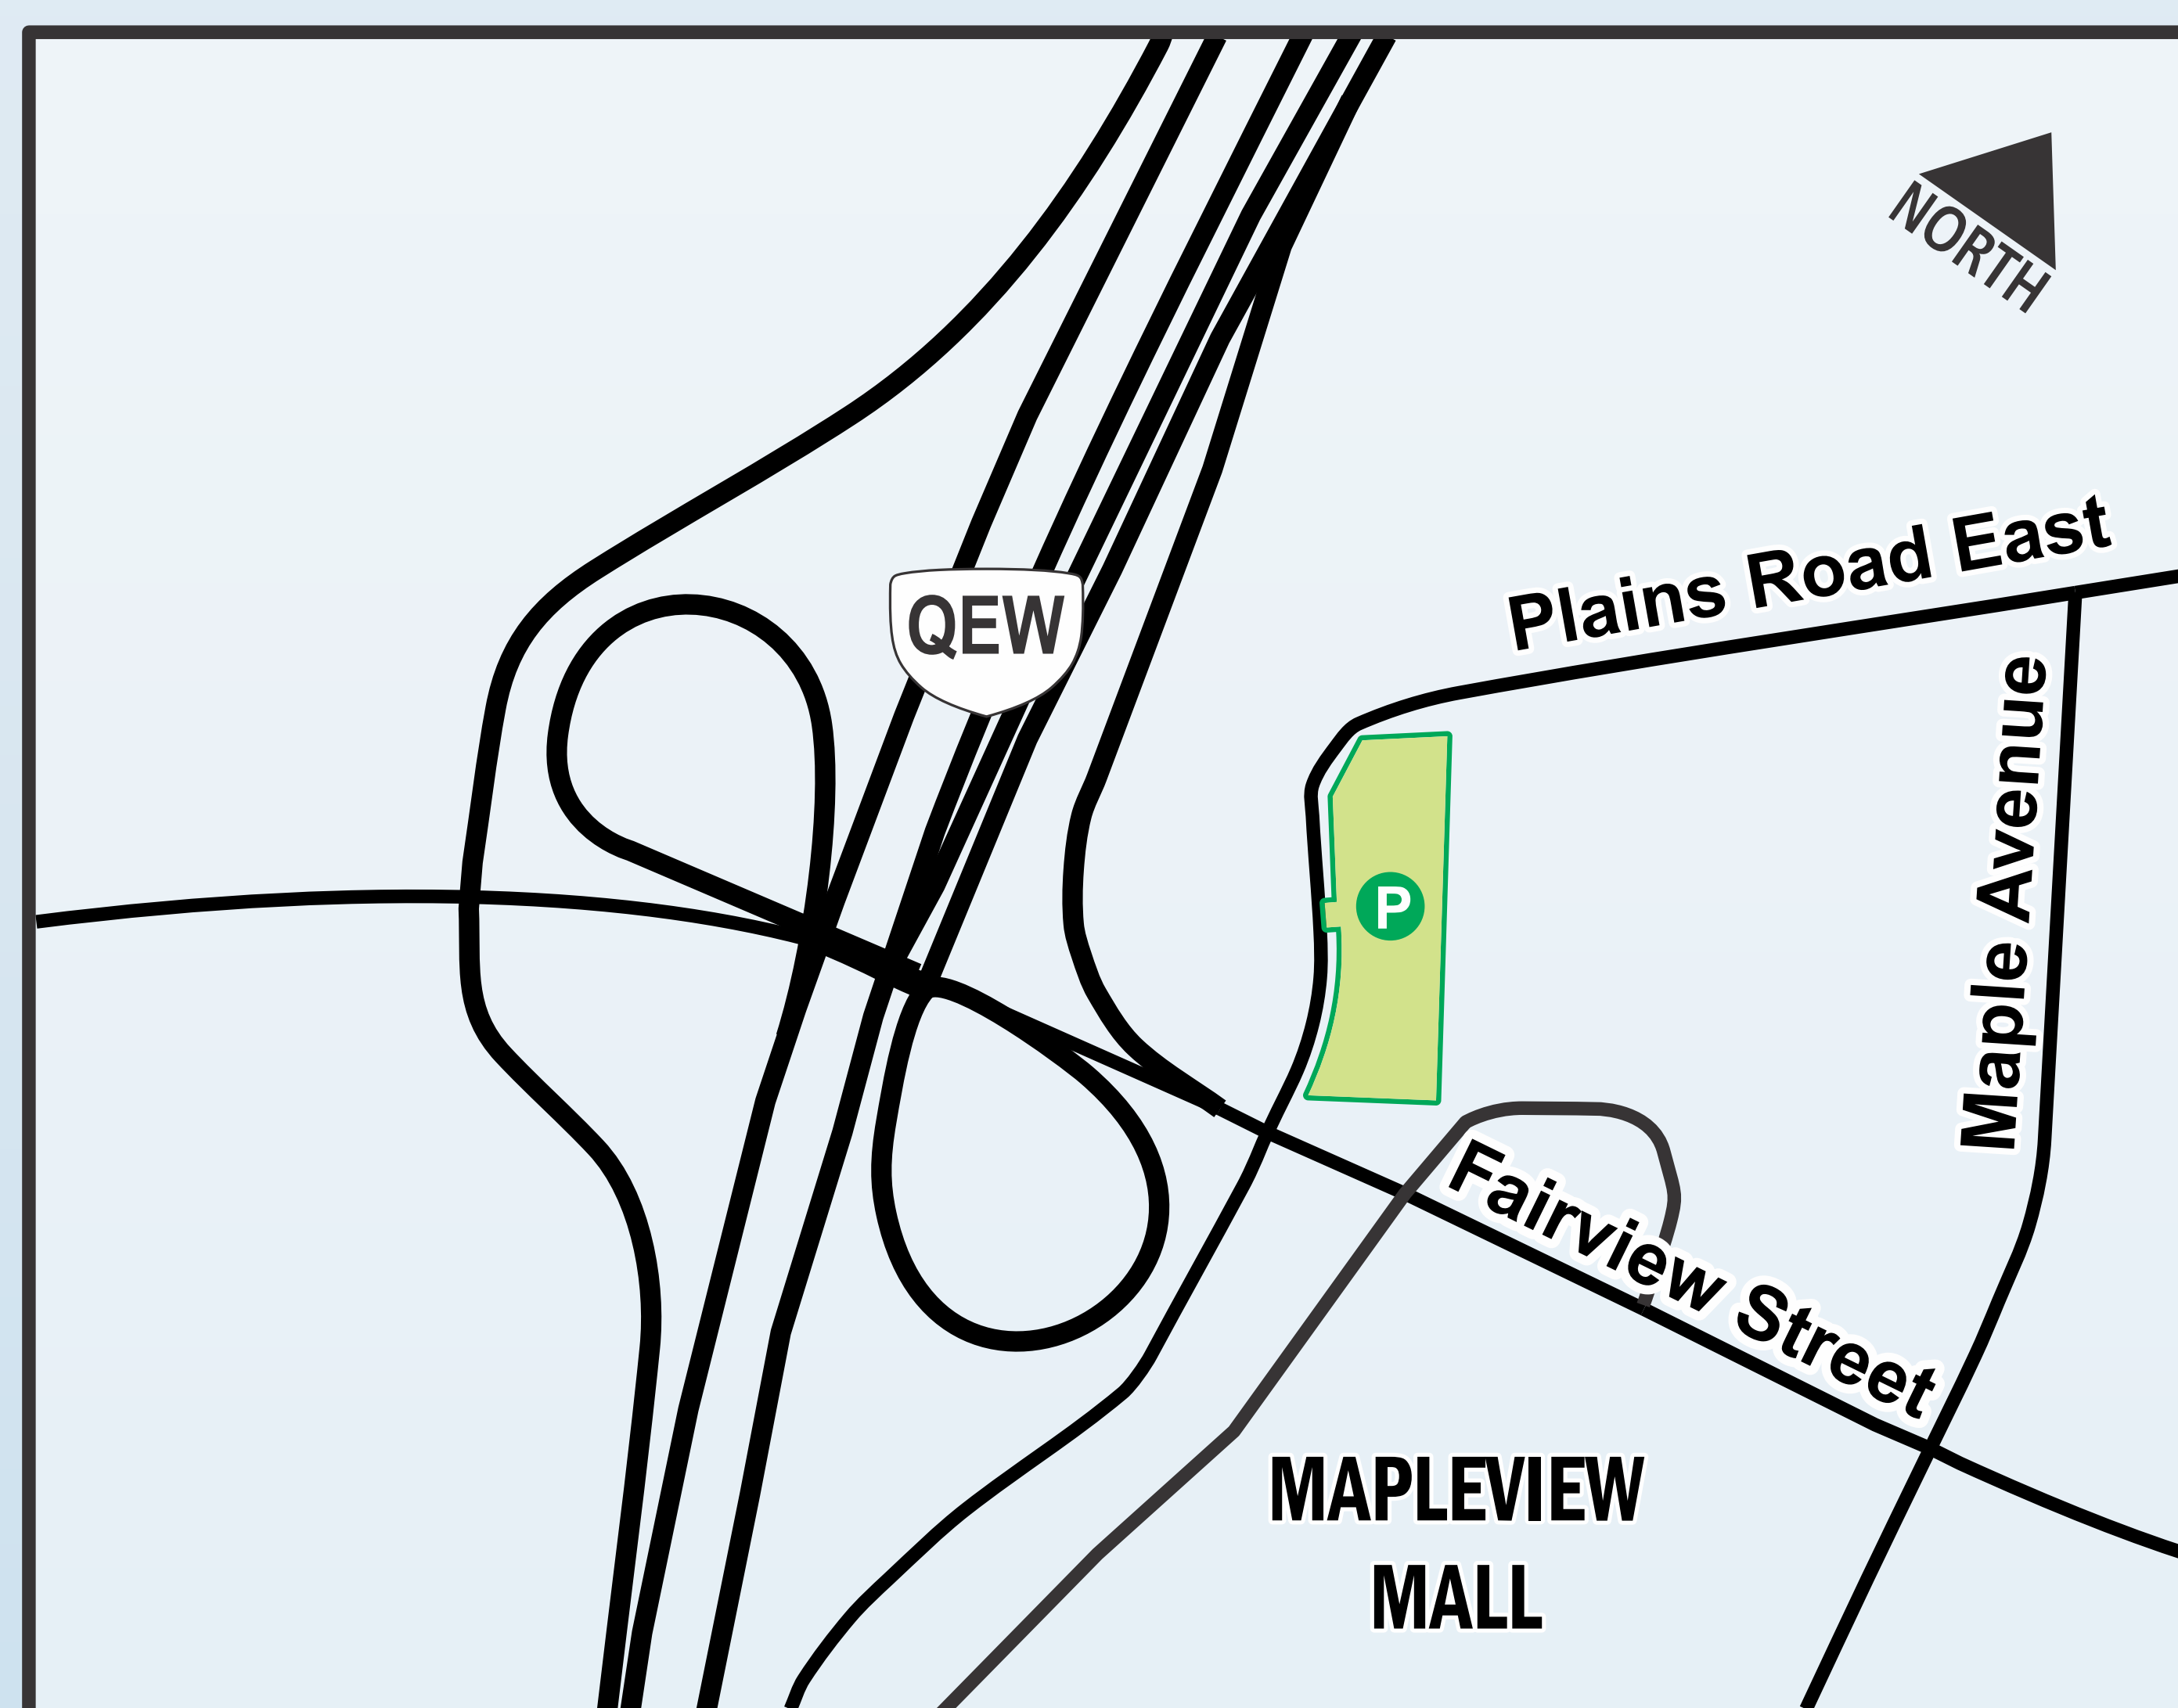 NORTH
Plains Road East
QEW
Maple Avenue
P
Fairview Street
MAPLEVIEW
MALL